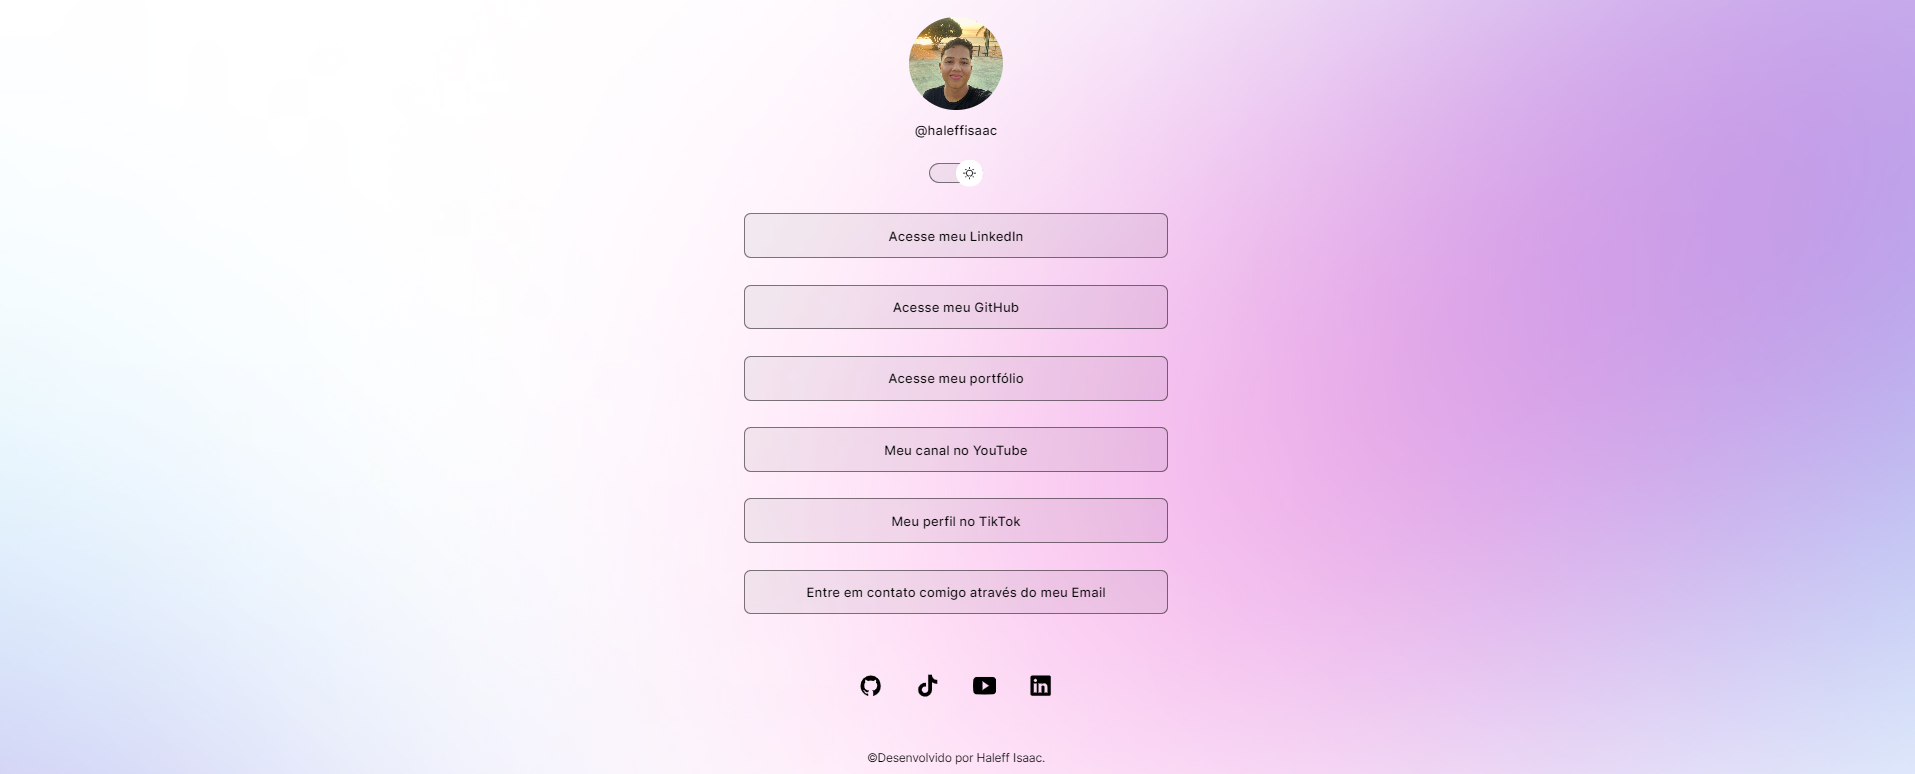 @haleffisaac
Acesse meu LinkedIn
Acesse meu GitHub
Acesse meu portfólio
Meu canal no YouTube
Meu perfil no TikTok
Entre em contato comigo através do meu Email
in
©Desenvolvido por Haleff Isaac.